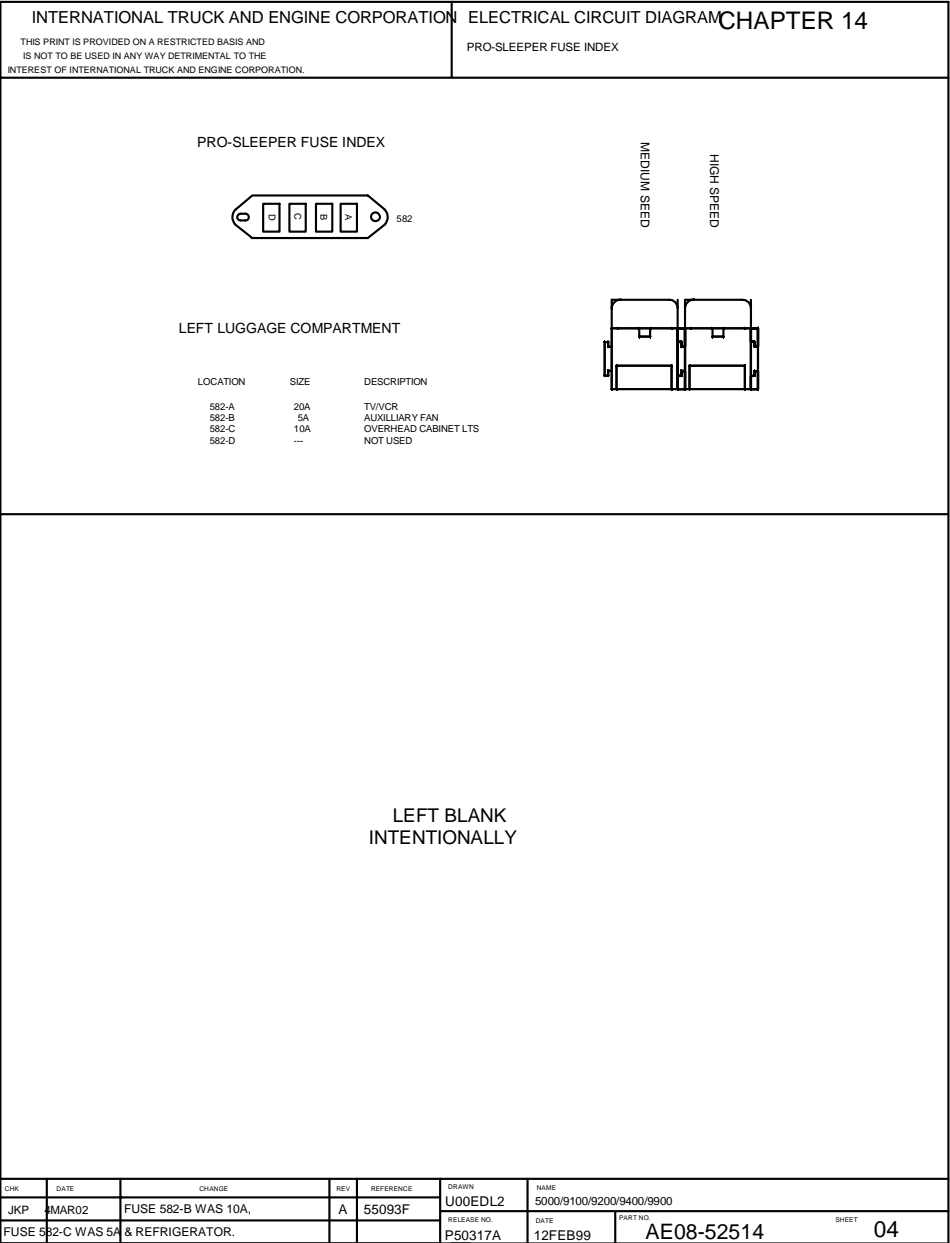 INTERNATIONAL TRUCK AND ENGINE CORPORATION
THIS PRINT IS PROVIDED ON A RESTRICTED BASIS AND
IS NOT TO BE USED IN ANY WAY DETRIMENTAL TO THE
INTEREST OF INTERNATIONAL TRUCK AND ENGINE CORPORATION.
ELECTRICAL CIRCUIT DIAGRAM
CHAPTER 14
PRO-SLEEPER FUSE INDEX
PRO-SLEEPER FUSE INDEX
D C B A 582
MEDIUM SEED
HIGH SPEED
LEFT LUGGAGE COMPARTMENT
LOCATION SIZE DESCRIPTION
582-A 20A TV/VCR
582-B 5A AUXILLIARY FAN
582-C 10A OVERHEAD CABINET LTS
582-D --- NOT USED
LEFT BLANK
INTENTIONALLY
CHK DATE CHANGE REV REFERENCE
JKP 4MAR02 FUSE 582-B WAS 10A, A 55093F
FUSE 582-C WAS 5A & REFRIGERATOR.
DRAWN
U00EDL2
NAME
5000/9100/9200/9400/9900
RELEASE NO.
P50317A
DATE
12FEB99
PART NO.
AE08-52514
SHEET
04